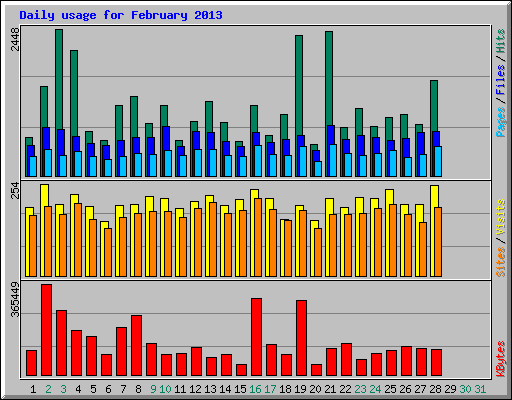 Daily usage for February 2013
2448
Pages / Files / Hits
254
Sites / Visits
365449
KBytes
1 2 3 4 5 6 7 8 9 10 11 12 13 14 15 16 17 18 19 20 21 22 23 24 25 26 27 28 29 30 31